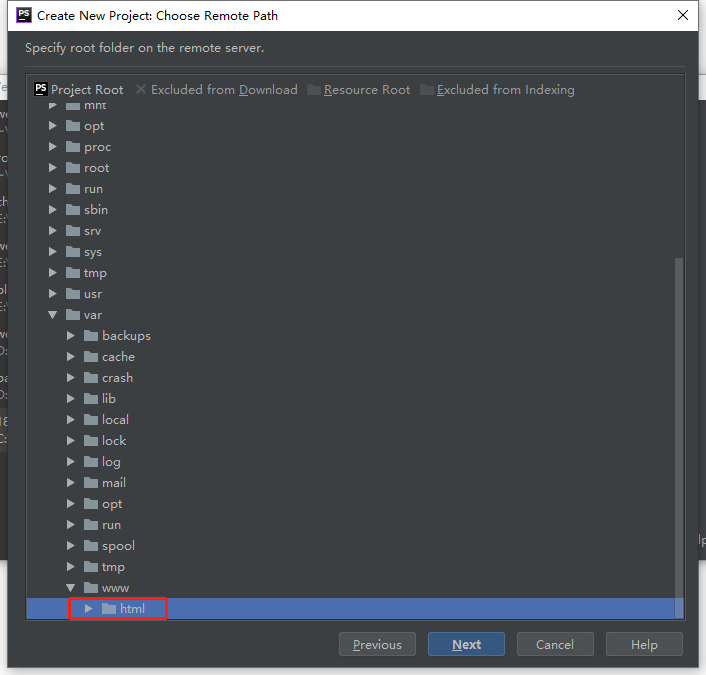 PS Create New Project: Choose Remote Path
Specify root folder on the remote server.
PS Project Root Excluded from Download Resource Root Excluded from Indexing
mnt
opt
proc
root
run
sbin
srv
sys
tmp
usr
var
backups
cache
crash
lib
local
lock
log
mail
opt
run
spool
tmp
www
html
Previous Next Cancel Help